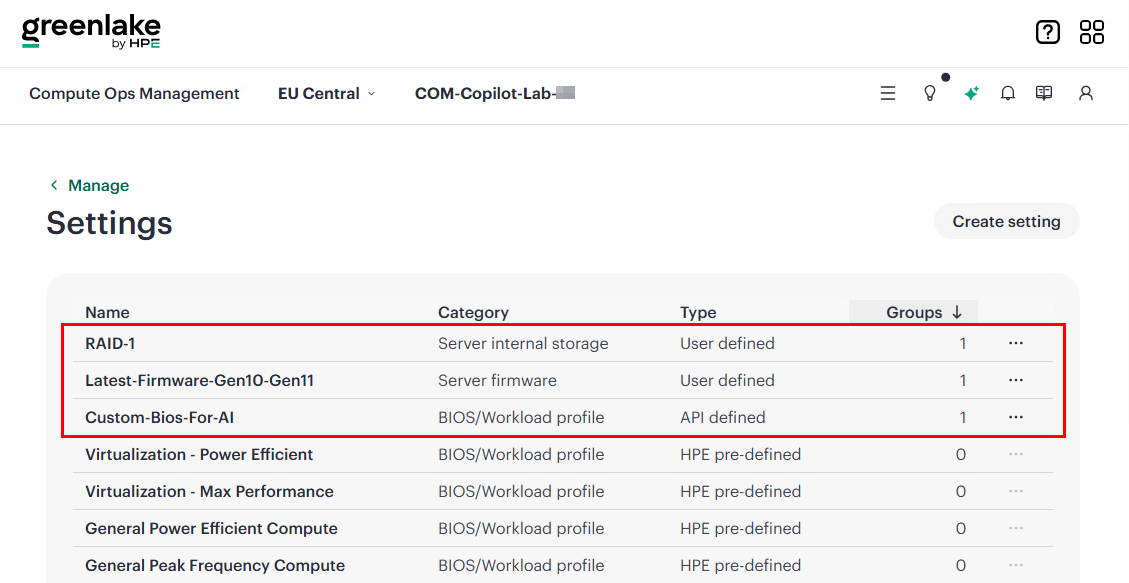 greenlake
by HPE
Compute Ops Management EU Central COM-Copilot-Lab-
Manage
Settings
Create setting
Name Category Type Groups ↓
RAID-1 Server internal storage User defined 1 ...
Latest-Firmware-Gen10-Gen11 Server firmware User defined 1 ...
Custom-Bios-For-AI BIOS/Workload profile API defined 1 ...
Virtualization - Power Efficient BIOS/Workload profile HPE pre-defined 0 ...
Virtualization - Max Performance BIOS/Workload profile HPE pre-defined 0 ...
General Power Efficient Compute BIOS/Workload profile HPE pre-defined 0 ...
General Peak Frequency Compute BIOS/Workload profile HPE pre-defined 0 ...